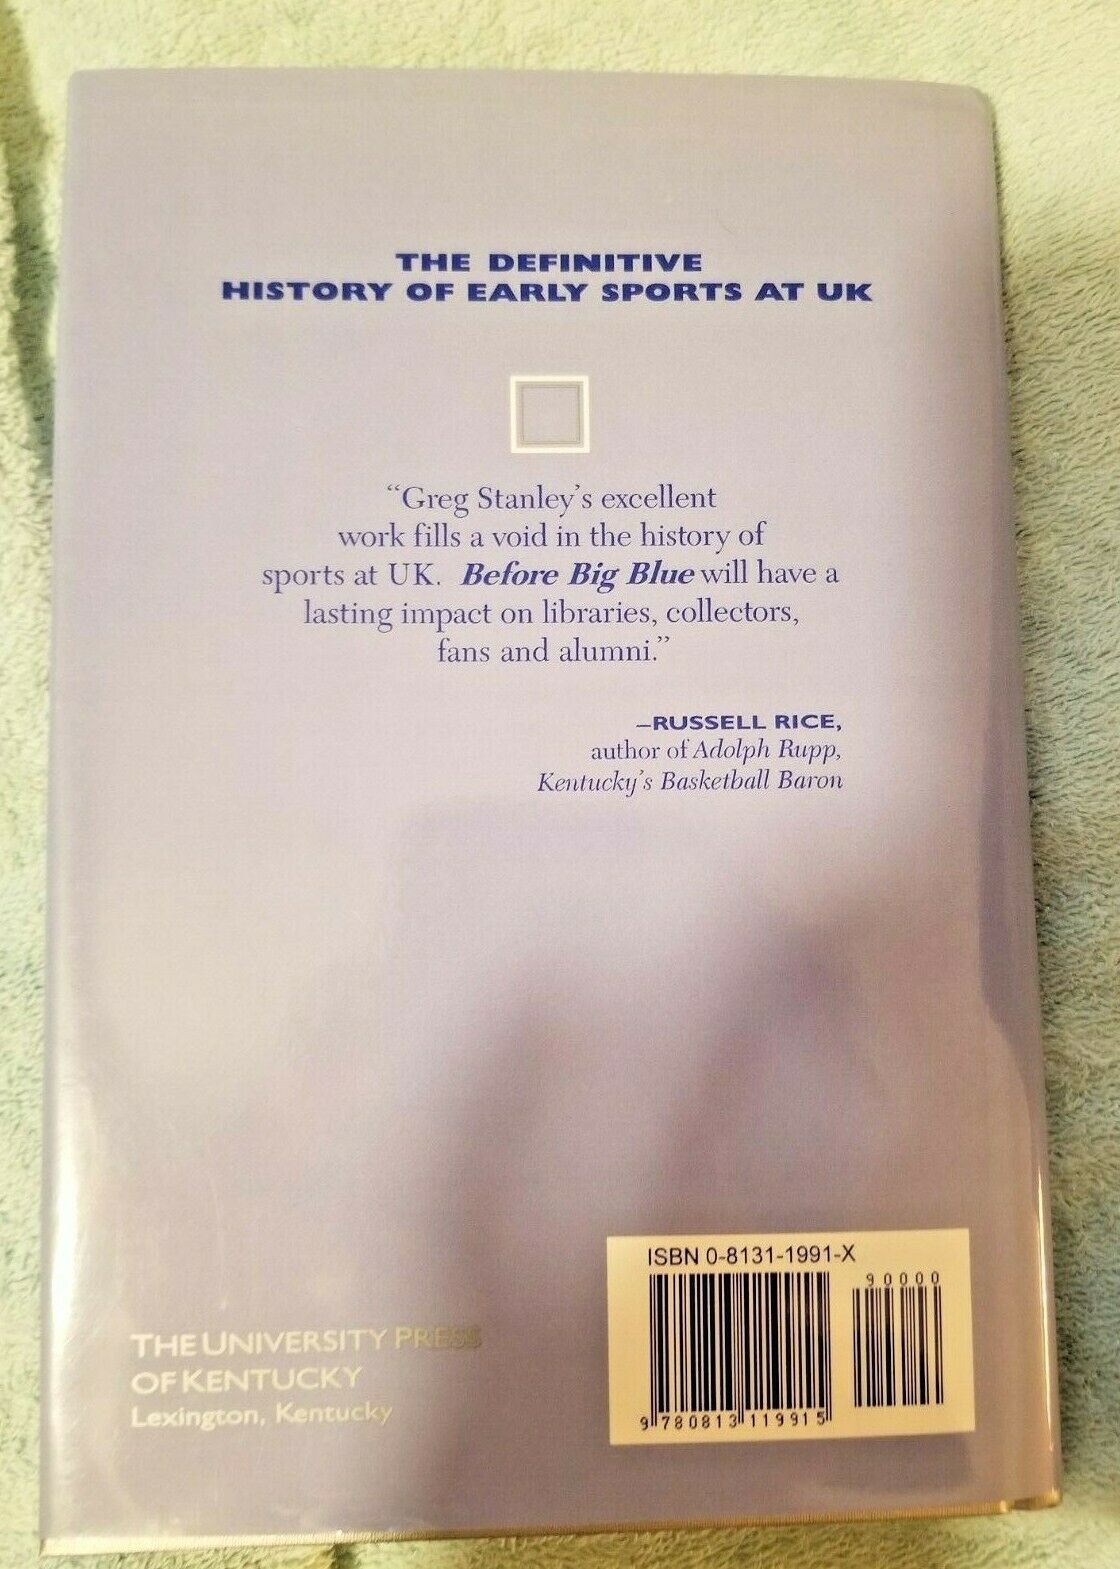 THE DEFINITIVE
HISTORY OF EARLY SPORTS AT UK
“Greg Stanley’s excellent
work fills a void in the history of
sports at UK. Before Big Blue will have a
lasting impact on libraries, collectors,
fans and alumni.”
–RUSSELL RICE,
author of Adolph Rupp,
Kentucky’s Basketball Baron
ISBN 0-8131-1991-X
90000
9 780813 119915
THE UNIVERSITY PRESS
OF KENTUCKY
Lexington, Kentucky